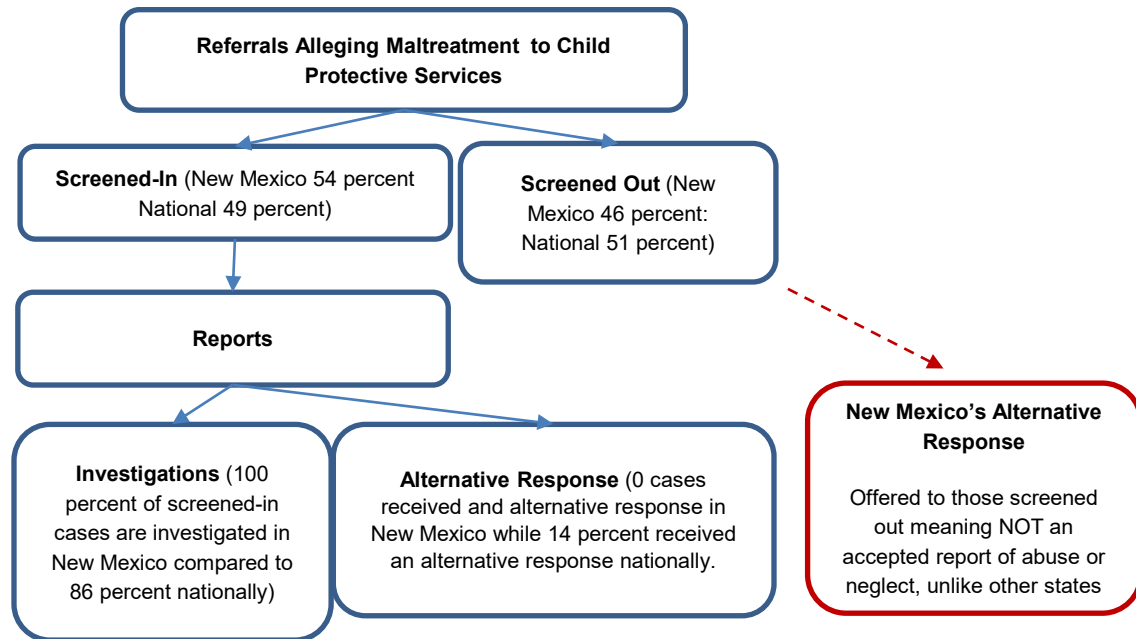 Referrals Alleging Maltreatment to Child
Protective Services
Screened-In (New Mexico 54 percent
National 49 percent)
Screened Out (New
Mexico 46 percent:
National 51 percent)
Reports
Investigations (100
percent of screened-in
cases are investigated in
New Mexico compared to
86 percent nationally)
Alternative Response (0 cases
received and alternative response in
New Mexico while 14 percent received
an alternative response nationally.
New Mexico’s Alternative
Response
Offered to those screened
out meaning NOT an
accepted report of abuse or
neglect, unlike other states